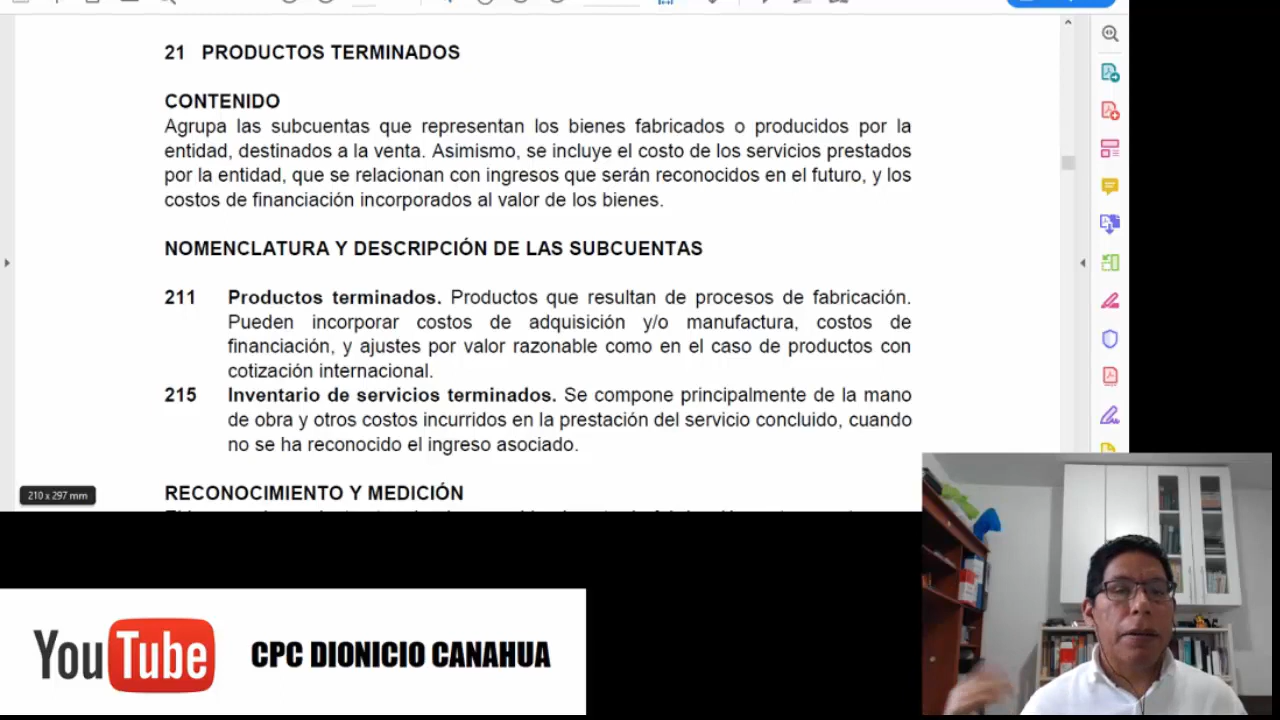 21 PRODUCTOS TERMINADOS
CONTENIDO
Agrupa las subcuentas que representan los bienes fabricados o producidos por la
entidad, destinados a la venta. Asimismo, se incluye el costo de los servicios prestados
por la entidad, que se relacionan con ingresos que serán reconocidos en el futuro, y los
costos de financiación incorporados al valor de los bienes.
NOMENCLATURA Y DESCRIPCIÓN DE LAS SUBCUENTAS
211 Productos terminados. Productos que resultan de procesos de fabricación.
Pueden incorporar costos de adquisición y/o manufactura, costos de
financiación, y ajustes por valor razonable como en el caso de productos con
cotización internacional.
215 Inventario de servicios terminados. Se compone principalmente de la mano
de obra y otros costos incurridos en la prestación del servicio concluido, cuando
no se ha reconocido el ingreso asociado.
210 x 297 mm
RECONOCIMIENTO Y MEDICIÓN
YouTube CPC DIONICIO CANAHUA